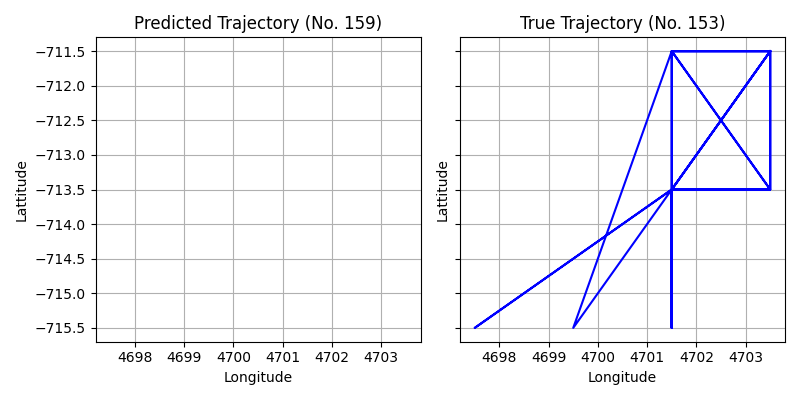 Predicted Trajectory (No. 159)
True Trajectory (No. 153)
−711.5
−712.0
−712.5
−713.0
−713.5
−714.0
−714.5
−715.0
−715.5
Lattitude
Lattitude
4698 4699 4700 4701 4702 4703
4698 4699 4700 4701 4702 4703
Longitude
Longitude